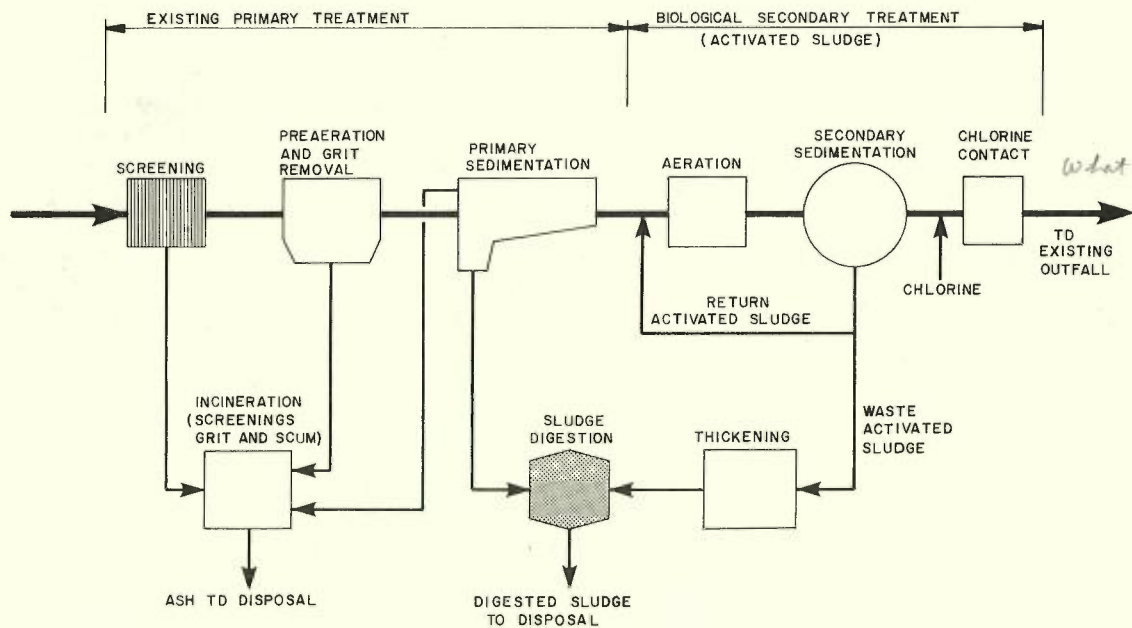 EXISTING PRIMARY TREATMENT
BIOLOGICAL SECONDARY TREATMENT
(ACTIVATED SLUDGE)
SCREENING
PREAERATION
AND GRIT
REMOVAL
PRIMARY
SEDIMENTATION
AERATION
SECONDARY
SEDIMENTATION
CHLORINE
CONTACT
What
TD
EXISTING
OUTFALL
CHLORINE
RETURN
ACTIVATED SLUDGE
INCINERATION
(SCREENINGS
GRIT AND SCUM)
SLUDGE
DIGESTION
THICKENING
WASTE
ACTIVATED
SLUDGE
ASH TD DISPOSAL
DIGESTED SLUDGE
TO DISPOSAL